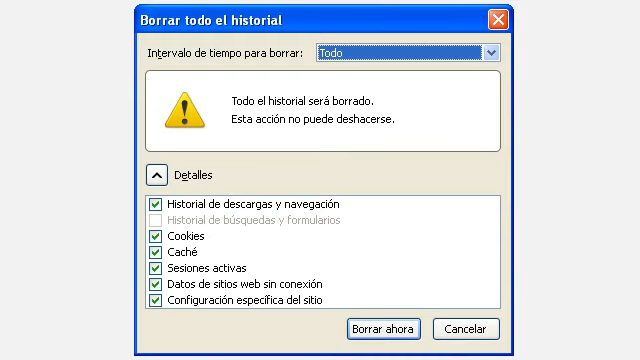 Borrar todo el historial
Intervalo de tiempo para borrar: Todo
Todo el historial será borrado.
Esta acción no puede deshacerse.
Detalles
Historial de descargas y navegación
Historial de búsquedas y formularios
Cookies
Caché
Sesiones activas
Datos de sitios web sin conexión
Configuración específica del sitio
Borrar ahora Cancelar